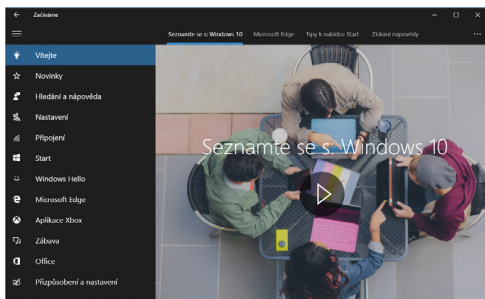 Začínáme
Seznamte se s: Windows 10 Microsoft Edge Tipy k nabídce Start Získání nápovědy
Vítejte
Novinky
Hledání a nápověda
Nastavení
Připojení
Start
Windows Hello
Microsoft Edge
Aplikace Xbox
Zábava
Office
Přizpůsobení a nastavení
Seznamte se s: Windows 10